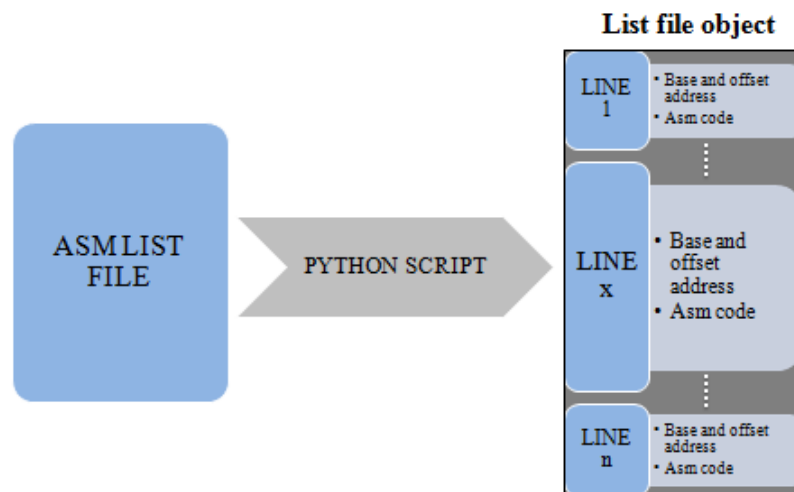 List file object
ASM LIST
FILE
PYTHON SCRIPT
LINE
1
• Base and offset
address
• Asm code
LINE
x
• Base and
offset
address
• Asm code
LINE
n
• Base and offset
address
• Asm code